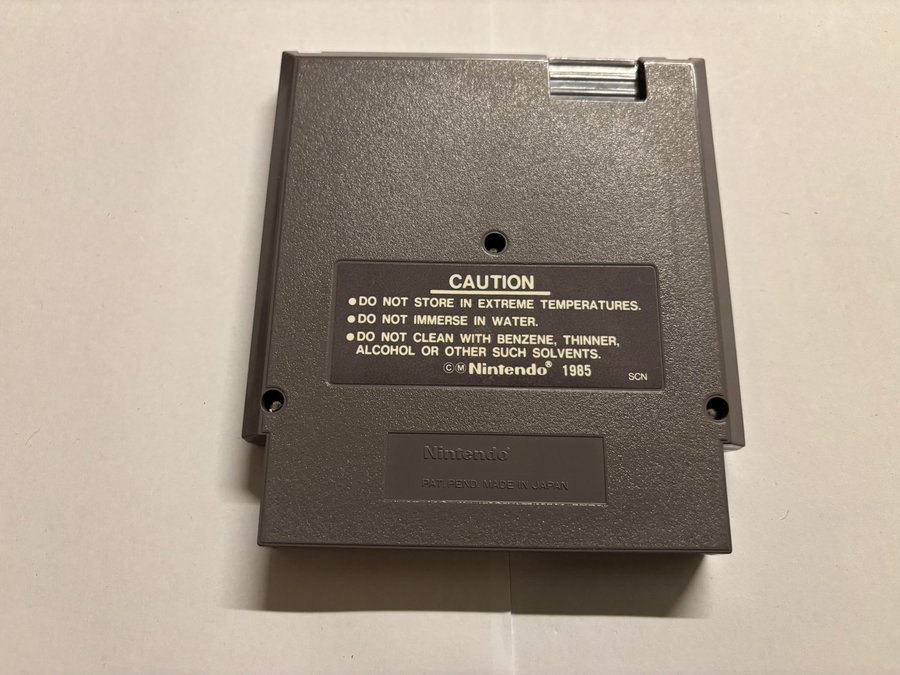 CAUTION
●DO NOT STORE IN EXTREME TEMPERATURES.
●DO NOT IMMERSE IN WATER.
●DO NOT CLEAN WITH BENZENE, THINNER,
ALCOHOL OR OTHER SUCH SOLVENTS.
ⒸⓂ Nintendo® 1985
SCN
Nintendo®
PAT. PEND. MADE IN JAPAN